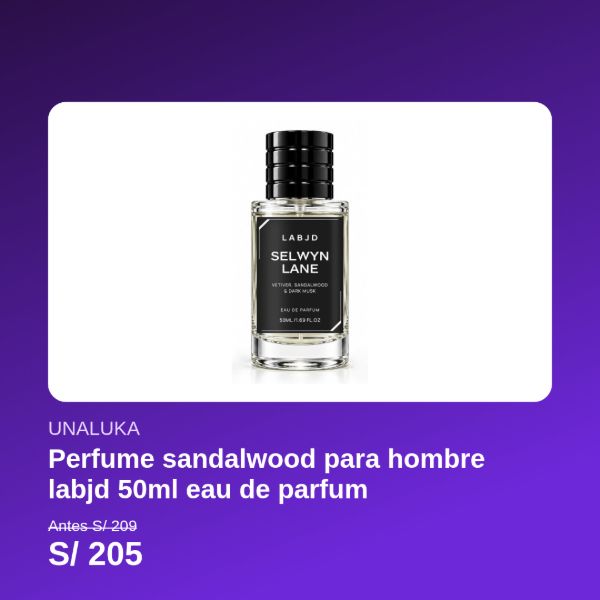 LABJD
SELWYN
LANE
VETIVER, SANDALWOOD
& DARK MUSK
EAU DE PARFUM
50ML /1.69 FL.OZ
UNALUKA
Perfume sandalwood para hombre
labjd 50ml eau de parfum
Antes S/ 209
S/ 205